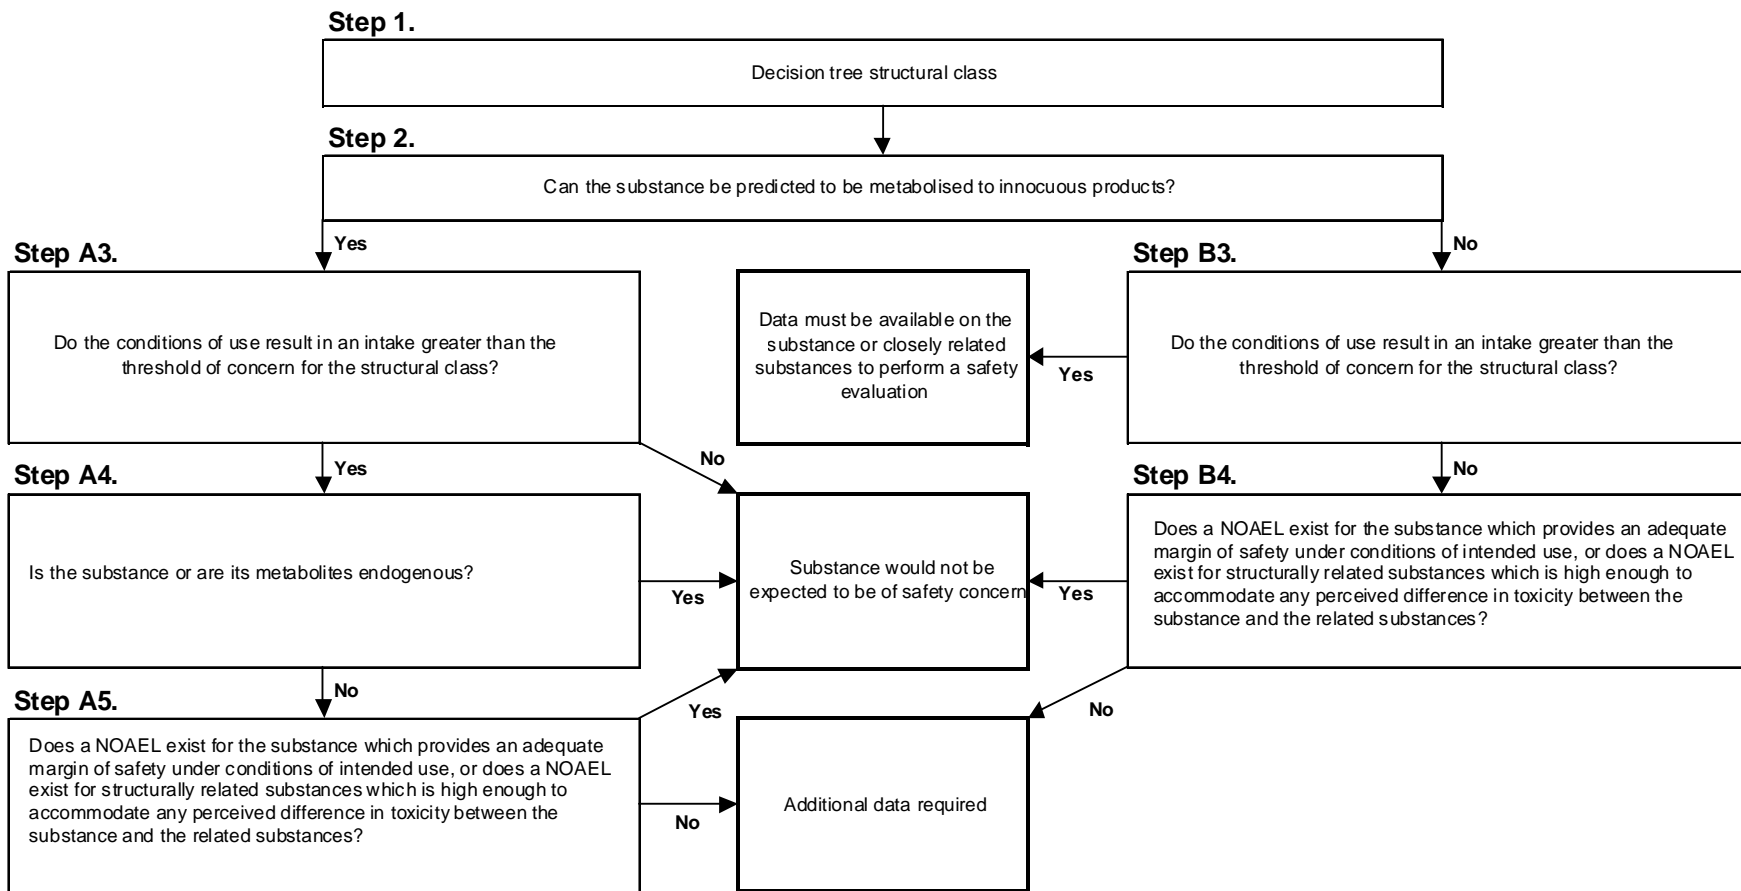 Step 1.
Decision tree structural class
Step 2.
Can the substance be predicted to be metabolised to innocuous products?
Yes
No
Step A3.
Do the conditions of use result in an intake greater than the
threshold of concern for the structural class?
Data must be available on the
substance or closely related
substances to perform a safety
evaluation
Yes
Step B3.
Do the conditions of use result in an intake greater than the
threshold of concern for the structural class?
Yes
No
No
Step A4.
Is the substance or are its metabolites endogenous?
Yes
Substance would not be
expected to be of safety concern
Yes
Step B4.
Does a NOAEL exist for the substance which provides an adequate
margin of safety under conditions of intended use, or does a NOAEL
exist for structurally related substances which is high enough to
accommodate any perceived difference in toxicity between the
substance and the related substances?
No
Yes
No
Step A5.
Does a NOAEL exist for the substance which provides an adequate
margin of safety under conditions of intended use, or does a NOAEL
exist for structurally related substances which is high enough to
accommodate any perceived difference in toxicity between the
substance and the related substances?
No
Additional data required